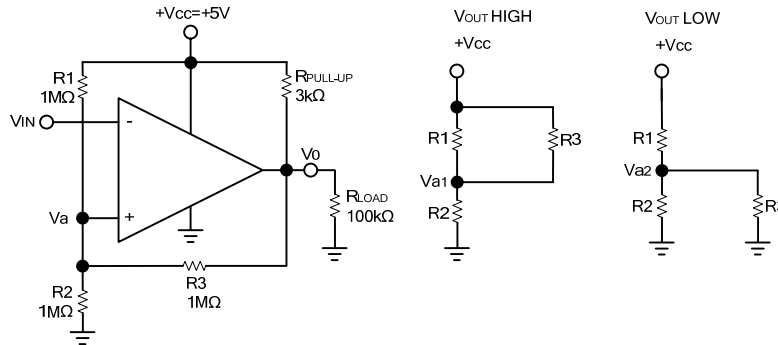 +Vcc=+5V
R1
1MΩ
RPULL-UP
3kΩ
VIN
-
+
Va
VO
RLOAD
100kΩ
R2
1MΩ
R3
1MΩ
VOUT HIGH
+Vcc
R1
R3
Va1
R2
VOUT LOW
+Vcc
R1
Va2
R2